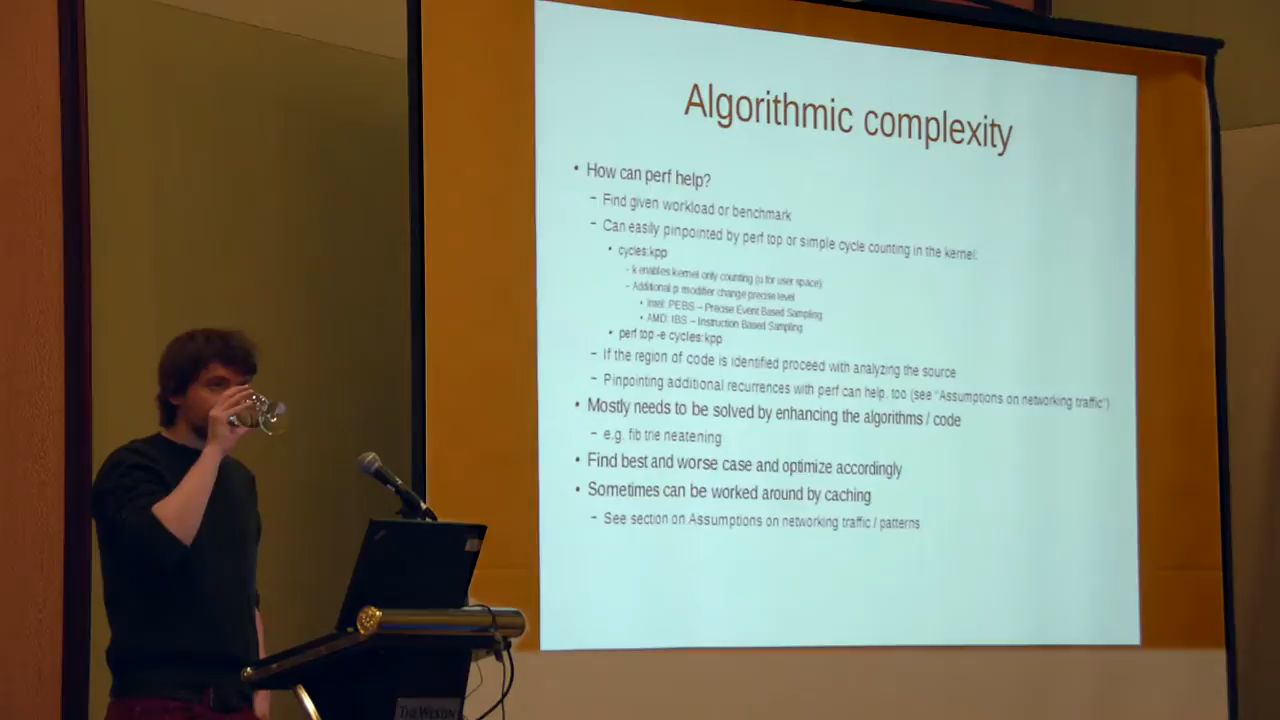 Algorithmic complexity
• How can perf help?
– Find given workload or benchmark
– Can easily pinpointed by perf top or simple cycle counting in the kernel:
• cycles:kpp
- k enables kernel only counting (u for user space)
- Additional p modifier change precise level
• Intel: PEBS – Precise Event Based Sampling
• AMD: IBS – Instruction Based Sampling
• perf top -e cycles:kpp
– If the region of code is identified proceed with analyzing the source
– Pinpointing additional recurrences with perf can help, too (see "Assumptions on networking traffic")
• Mostly needs to be solved by enhancing the algorithms / code
– e.g. fib trie neatening
• Find best and worse case and optimize accordingly
• Sometimes can be worked around by caching
– See section on Assumptions on networking traffic / patterns
THE WESTIN